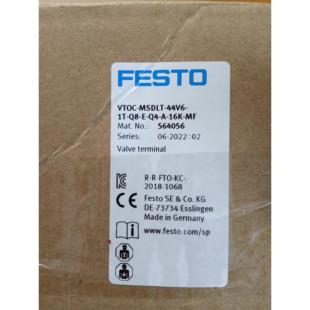 FESTO
VTOC-MSDLT-44V6-
1T-Q8-E-Q4-A-16K-MF
Mat. No.: 564056
Series: 06-2022:02
Valve terminal
R-R-FTO-KC-
2018-1068
Festo SE & Co. KG
DE-73734 Esslingen
Made in Germany
www.festo.com/sp